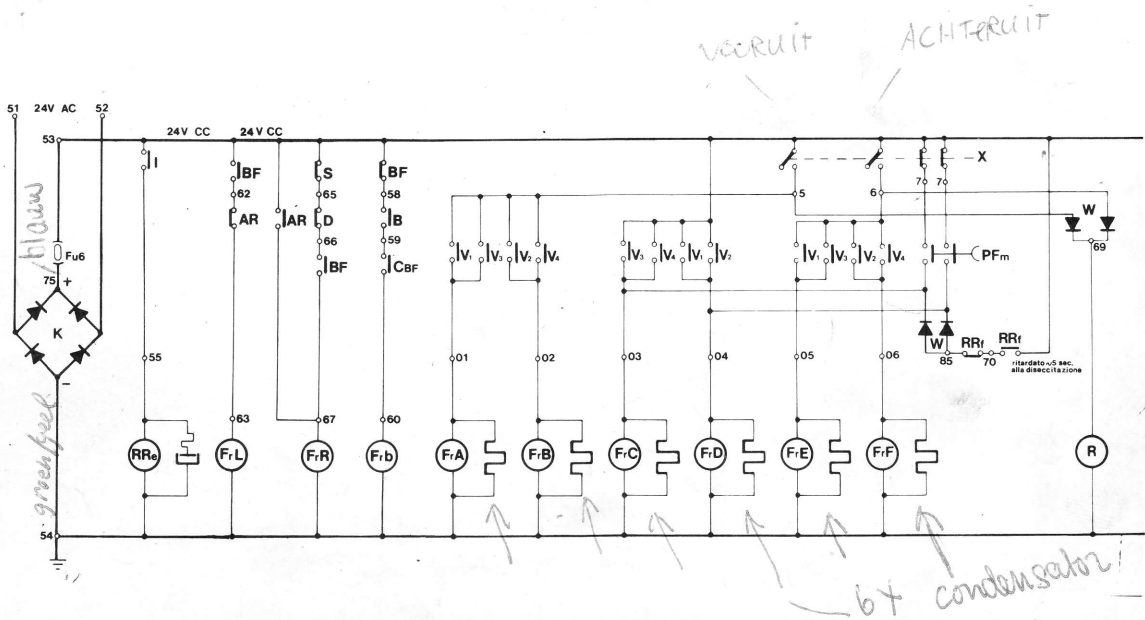 VOORUIT
ACHTERUIT
51 24V AC 52
53
24V CC 24V CC
I
BF
S
BF
X
62
65
58
5
6
7
7
AR
AR
D
B
W
66
59
69
blauw
Fu6
BF
CBF
V1 V3 V2 V4
V3 V4 V1 V2
V1 V3 V2 V4
PFm
75
+
K
W
RRf
RRf
55
01
02
03
04
05
06
85
70
ritardato ~5 sec.
alla diseccitazione
−
groen/geel
63
67
60
RRe
FrL
FrR
Frb
FrA
FrB
FrC
FrD
FrE
FrF
R
54
6x condensator